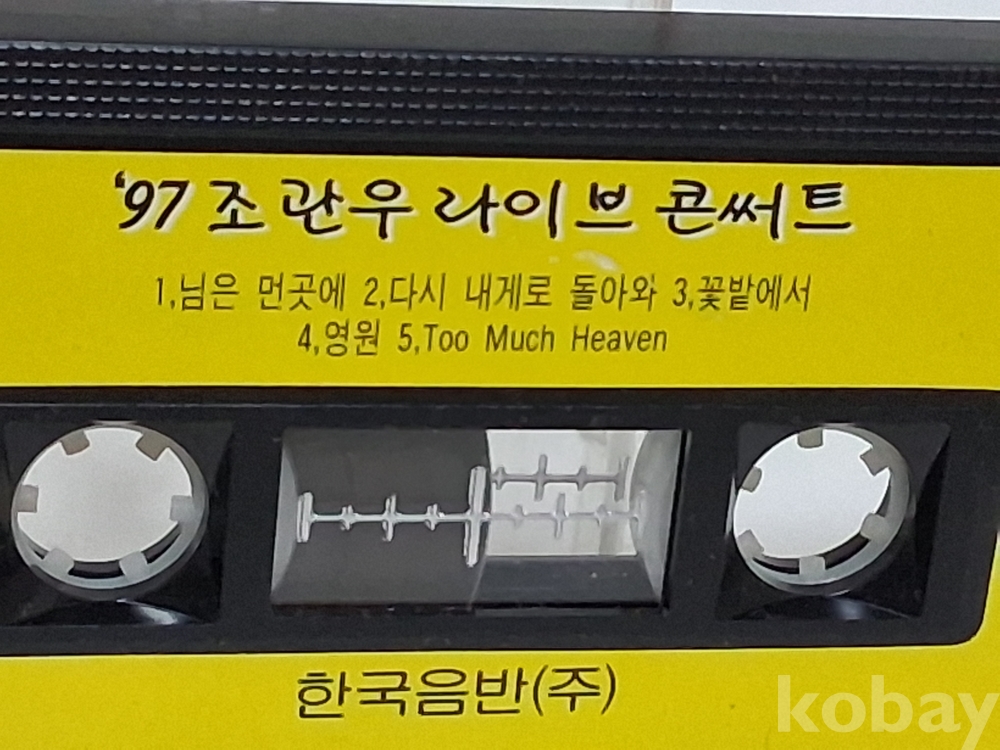 '97 조관우 라이브 콘써트
1,님은 먼곳에 2,다시 내게로 돌아와 3,꽃밭에서
4,영원 5,Too Much Heaven
한국음반(주)
kobay